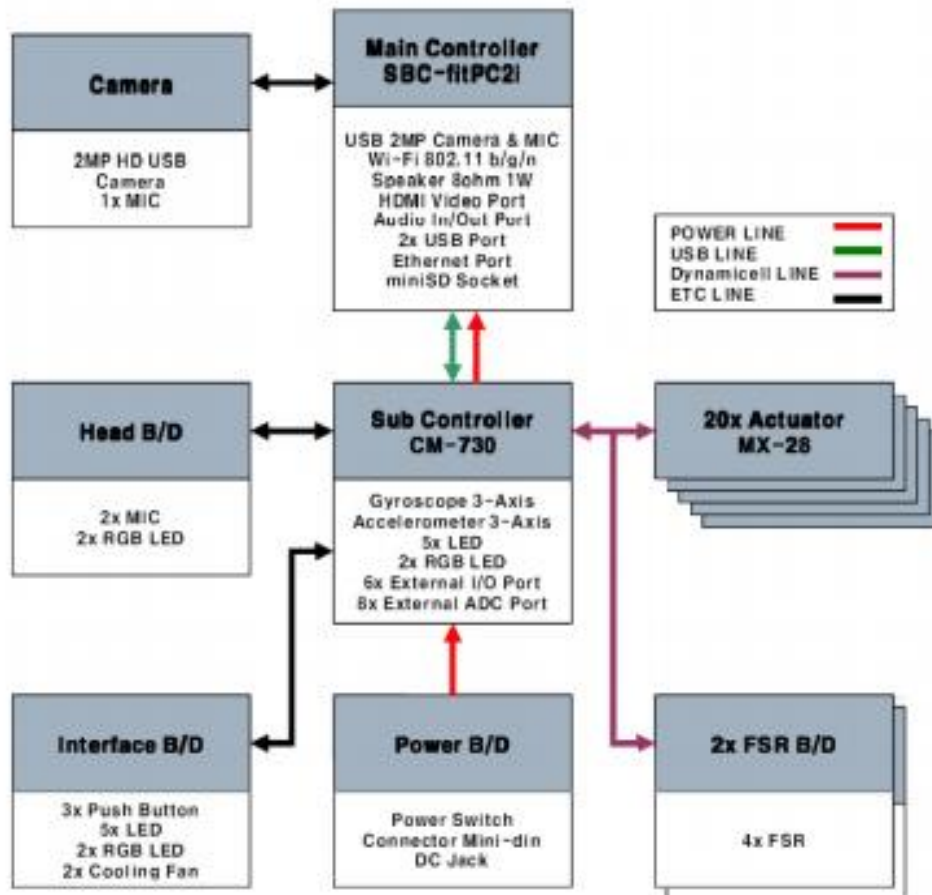 Camera
2MP HD USB
Camera
1x MIC
Main Controller
SBC-fitPC2i
USB 2MP Camera & MIC
Wi-Fi 802.11 b/g/n
Speaker 8ohm 1W
HDMI Video Port
Audio In/Out Port
2x USB Port
Ethernet Port
miniSD Socket
POWER LINE
USB LINE
Dynamicell LINE
ETC LINE
Head B/D
2x MIC
2x RGB LED
Sub Controller
CM-730
Gyroscope 3-Axis
Accelerometer 3-Axis
5x LED
2x RGB LED
6x External I/O Port
8x External ADC Port
20x Actuator
MX-28
Interface B/D
3x Push Button
5x LED
2x RGB LED
2x Cooling Fan
Power B/D
Power Switch
Connector Mini-din
DC Jack
2x FSR B/D
4x FSR